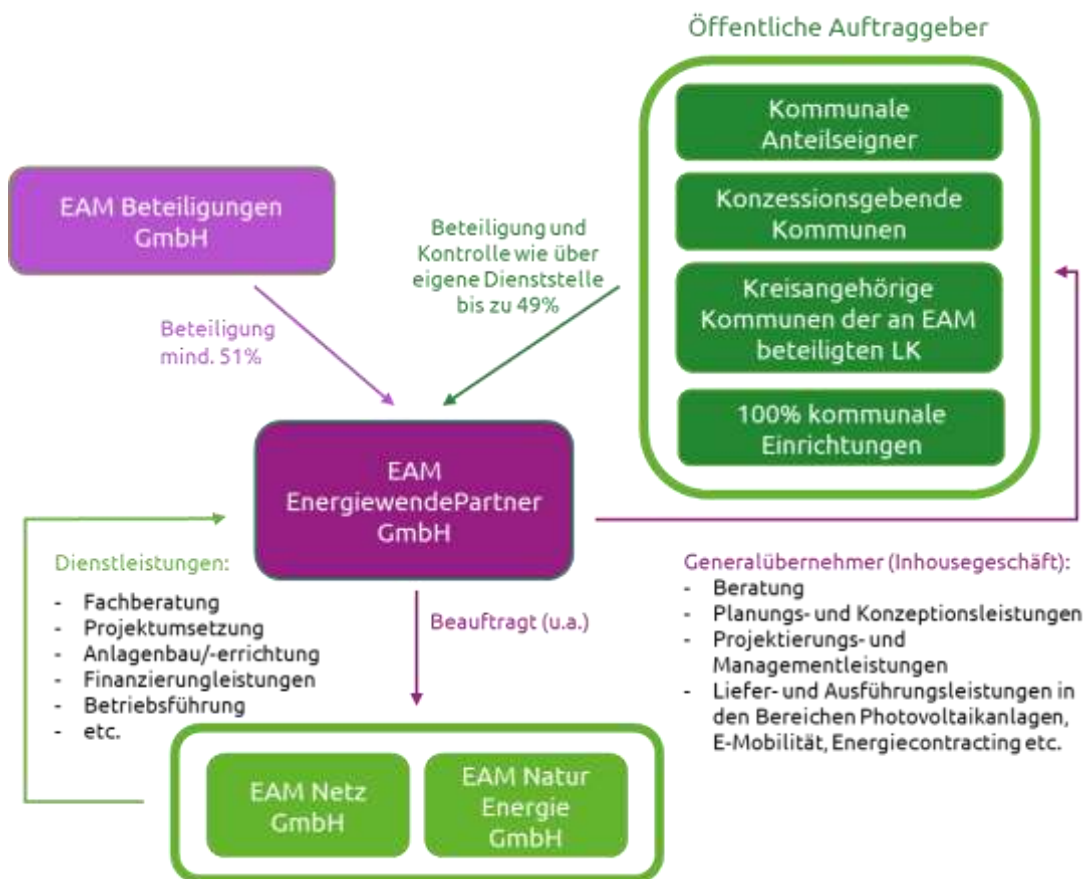 Öffentliche Auftraggeber
Kommunale
Anteilseigner
Konzessionsgebende
Kommunen
Kreisangehörige
Kommunen der an EAM
beteiligten LK
100% kommunale
Einrichtungen
EAM Beteiligungen
GmbH
Beteiligung und
Kontrolle wie über
eigene Dienststelle
bis zu 49%
Beteiligung
mind. 51%
EAM
EnergiewendePartner
GmbH
Dienstleistungen:
- Fachberatung
- Projektumsetzung
- Anlagenbau/-errichtung
- Finanzierungleistungen
- Betriebsführung
- etc.
Beauftragt (u.a.)
Generalübernehmer (Inhousegeschäft):
- Beratung
- Planungs- und Konzeptionsleistungen
- Projektierungs- und
Managementleistungen
- Liefer- und Ausführungsleistungen in
den Bereichen Photovoltaikanlagen,
E-Mobilität, Energiecontracting etc.
EAM Netz
GmbH
EAM Natur
Energie
GmbH